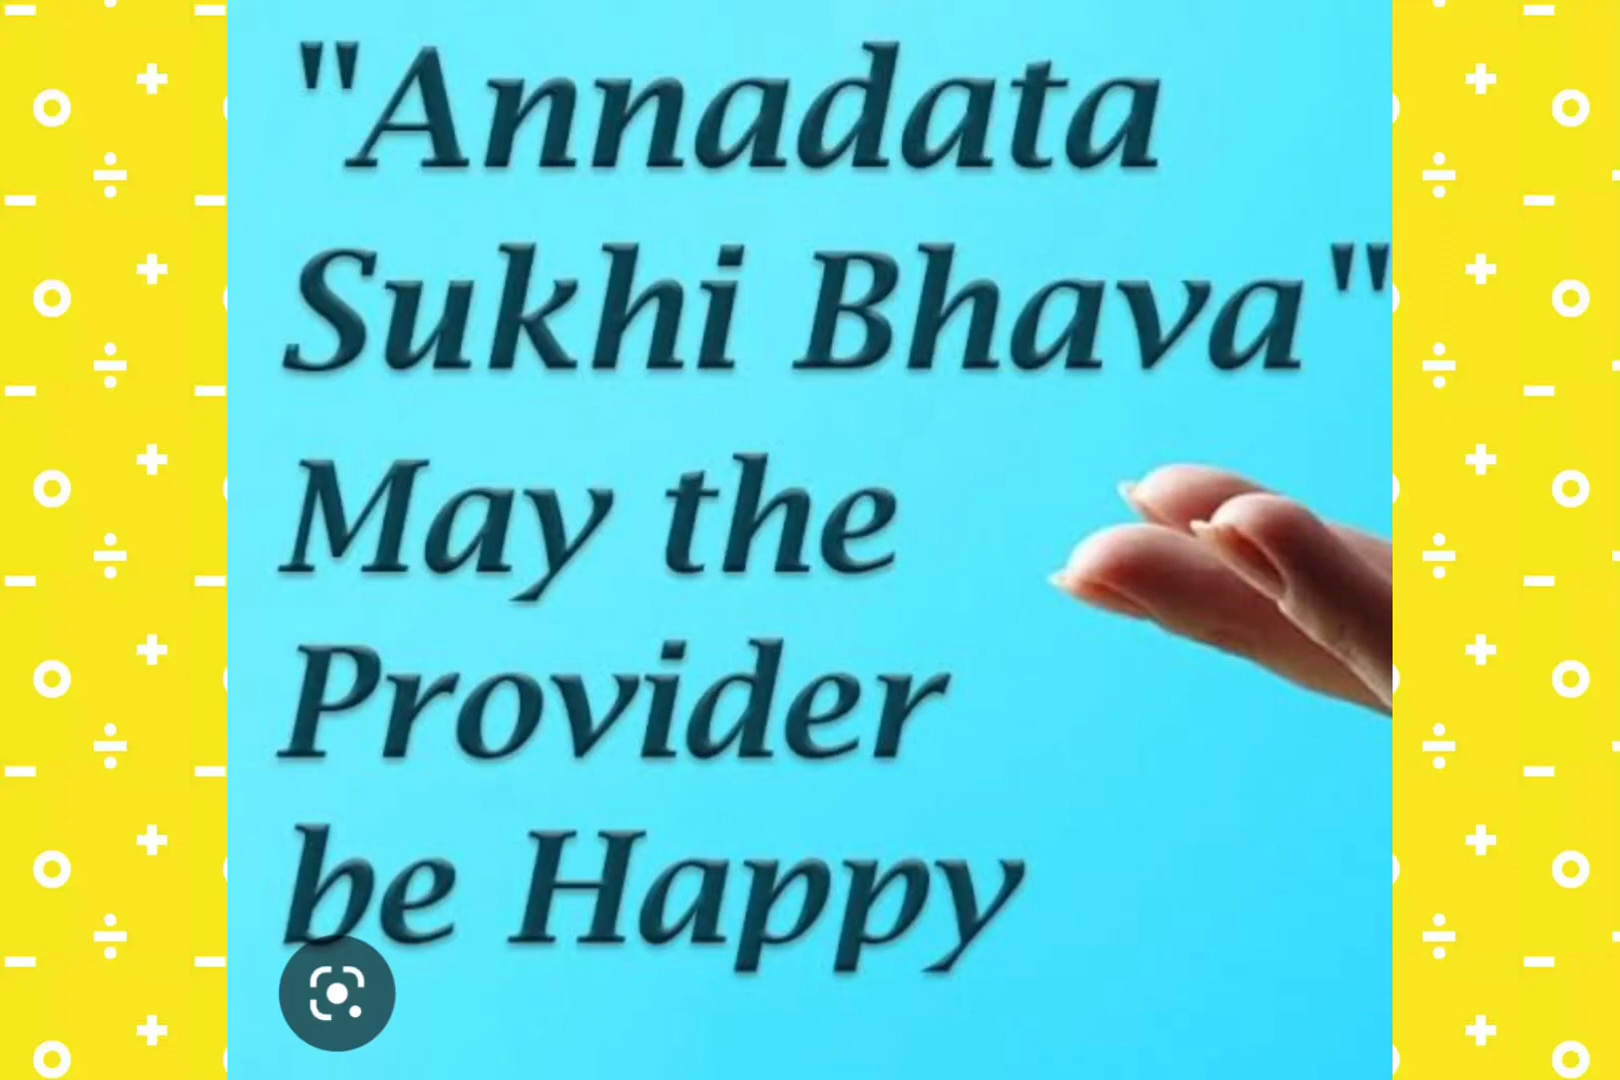 "Annadata
Sukhi Bhava"
May the
Provider
be Happy